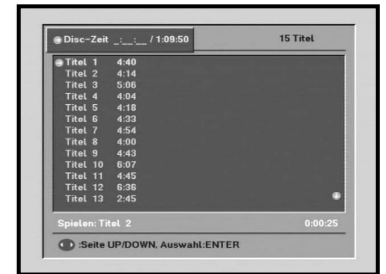 Disc-Zeit _:__:__ / 1:09:50 15 Titel
Titel 1 4:40
Titel 2 4:14
Titel 3 5:06
Titel 4 4:04
Titel 5 4:18
Titel 6 4:33
Titel 7 4:54
Titel 8 4:00
Titel 9 4:43
Titel 10 6:07
Titel 11 4:45
Titel 12 6:36
Titel 13 2:45
Spielen: Titel 2 0:00:25
:Seite UP/DOWN, Auswahl:ENTER